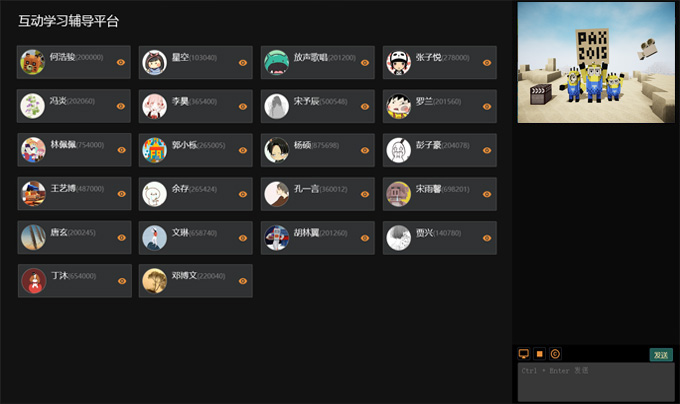 互动学习辅导平台
何浩骏(200000)
星空(103040)
放声歌唱(201200)
张子悦(278000)
冯炎(202060)
李昊(365400)
宋予辰(500548)
罗兰(201560)
林佩佩(754000)
郭小栎(265005)
杨硕(675698)
彭子豪(204078)
王艺博(487000)
余存(265424)
孔一言(360012)
宋雨馨(698201)
唐玄(200245)
文琳(658740)
胡林翼(201260)
贾兴(140780)
丁沐(654000)
邓博文(220040)
PAX
2015
发送
Ctrl + Enter 发送